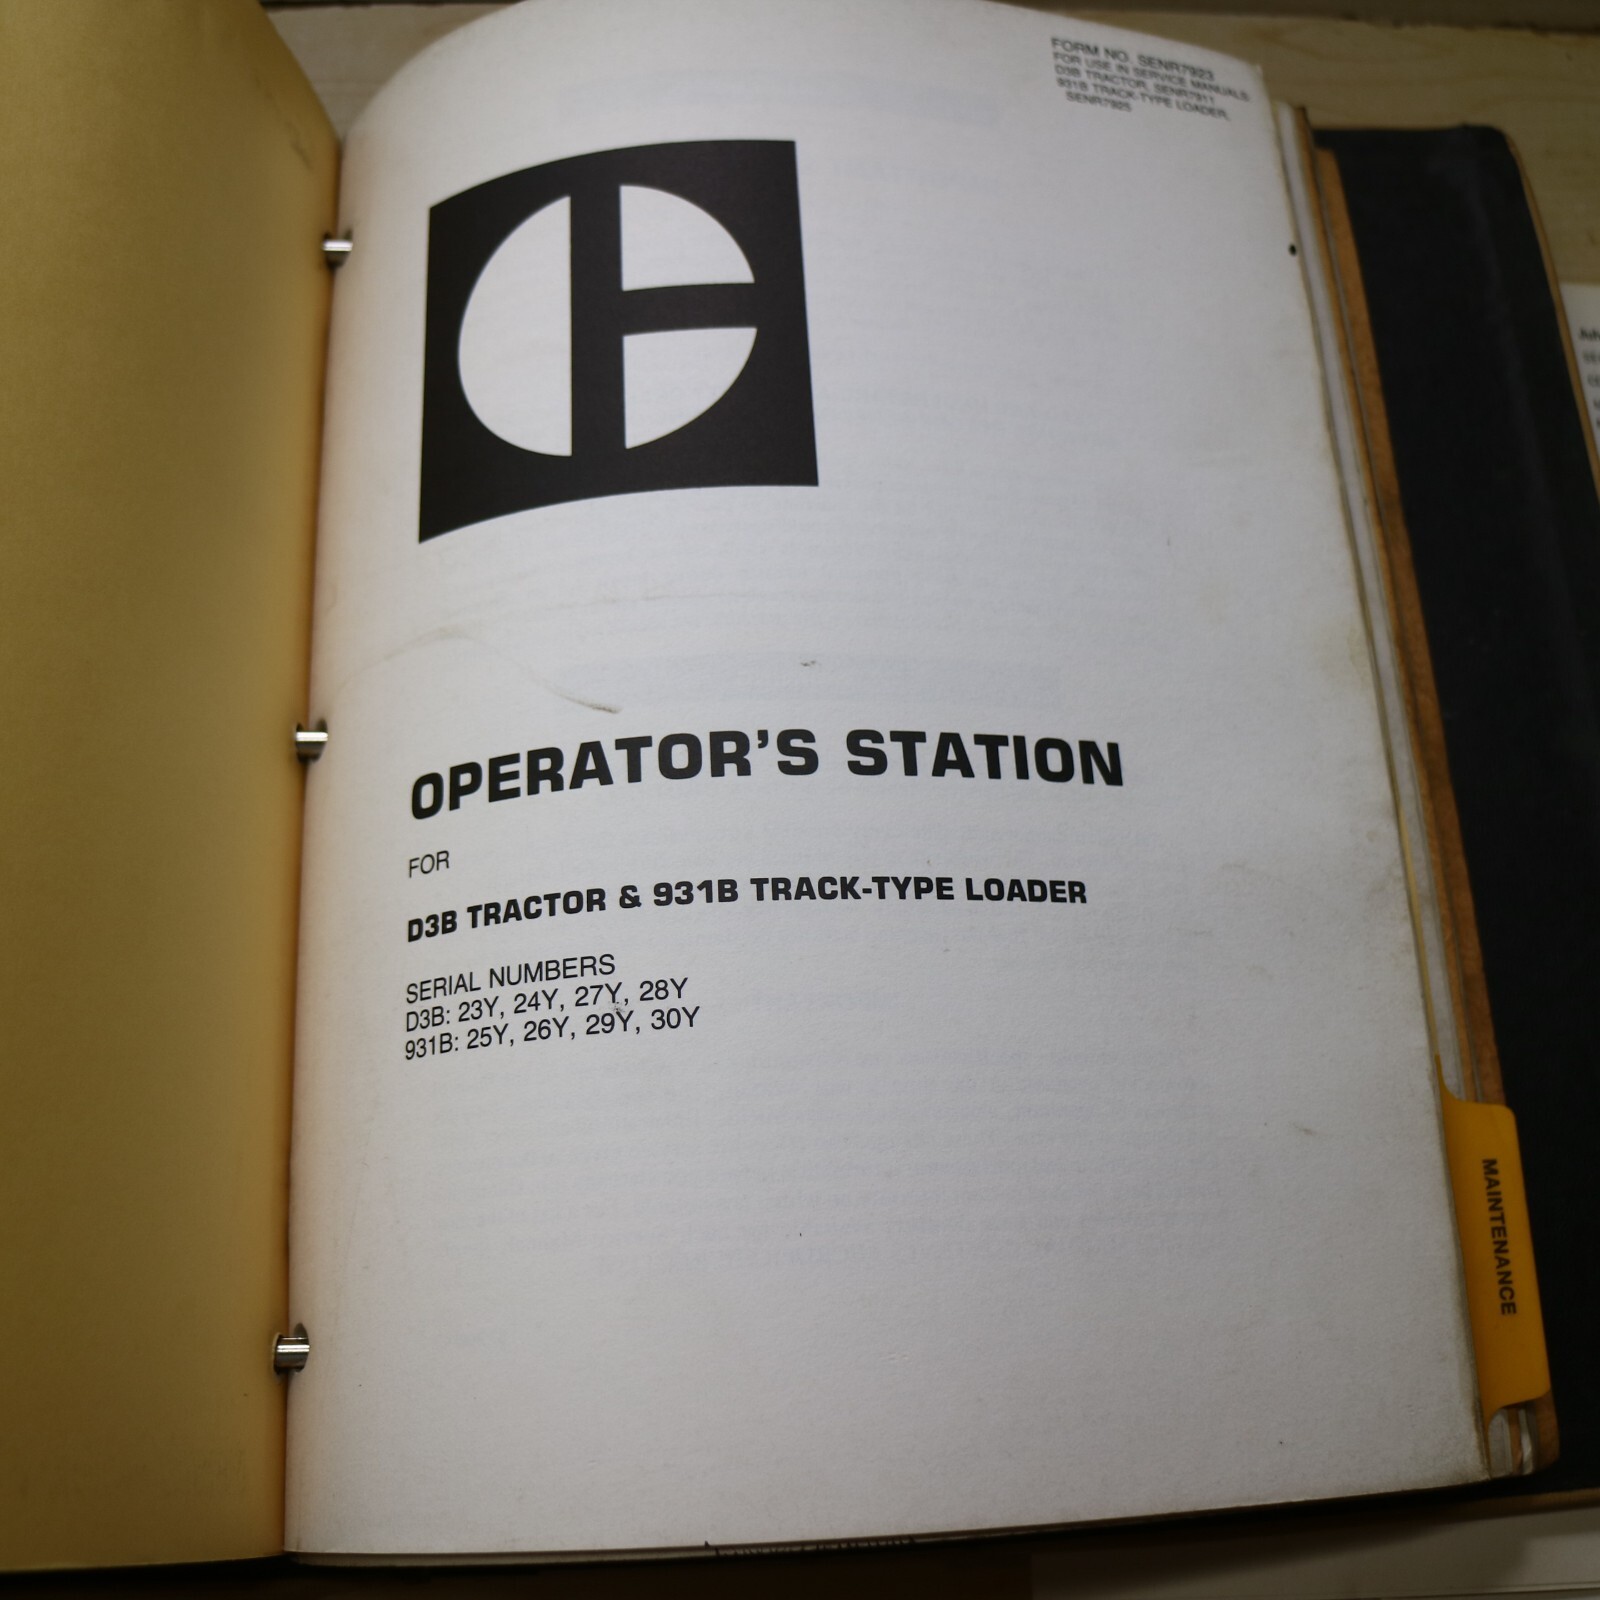 FORM NO. SENR7923
FOR USE IN SERVICE MANUALS
D3B TRACTOR, SENR7911
931B TRACK-TYPE LOADER,
SENR7925
OPERATOR'S STATION
FOR
D3B TRACTOR & 931B TRACK-TYPE LOADER
SERIAL NUMBERS
D3B: 23Y, 24Y, 27Y, 28Y
931B: 25Y, 26Y, 29Y, 30Y
MAINTENANCE